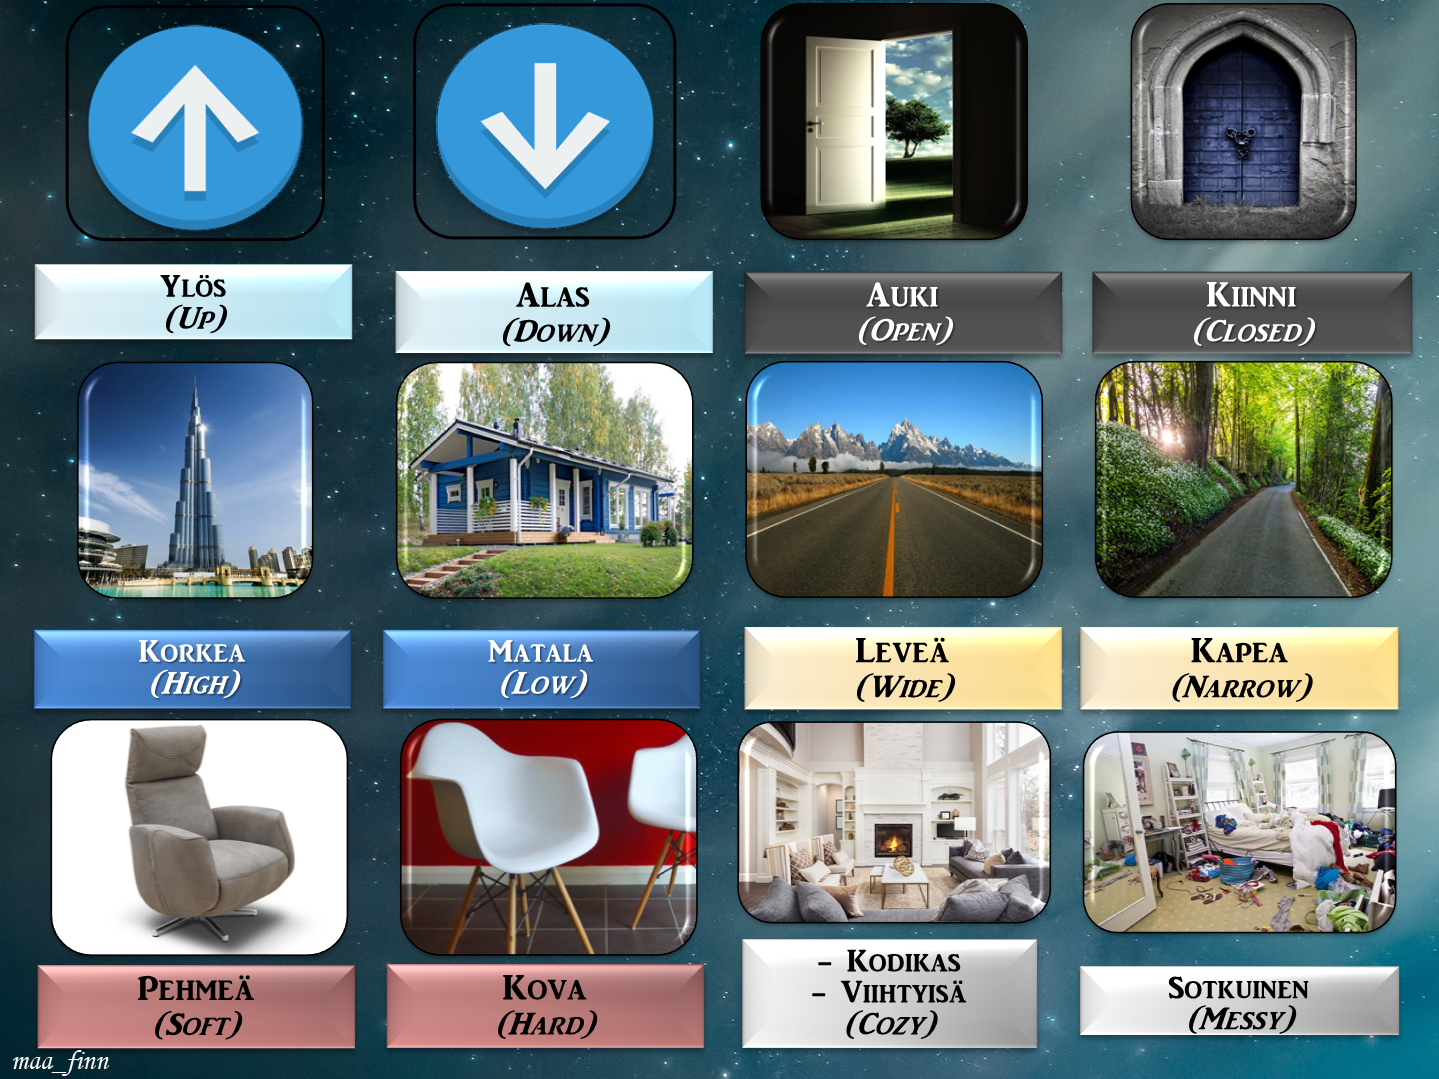 Ylös
(Up)
Alas
(Down)
Auki
(Open)
Kiinni
(Closed)
Korkea
(High)
Matala
(Low)
Leveä
(Wide)
Kapea
(Narrow)
Pehmeä
(Soft)
Kova
(Hard)
– Kodikas
– Viihtyisä
(Cozy)
Sotkuinen
(Messy)
maa_finn